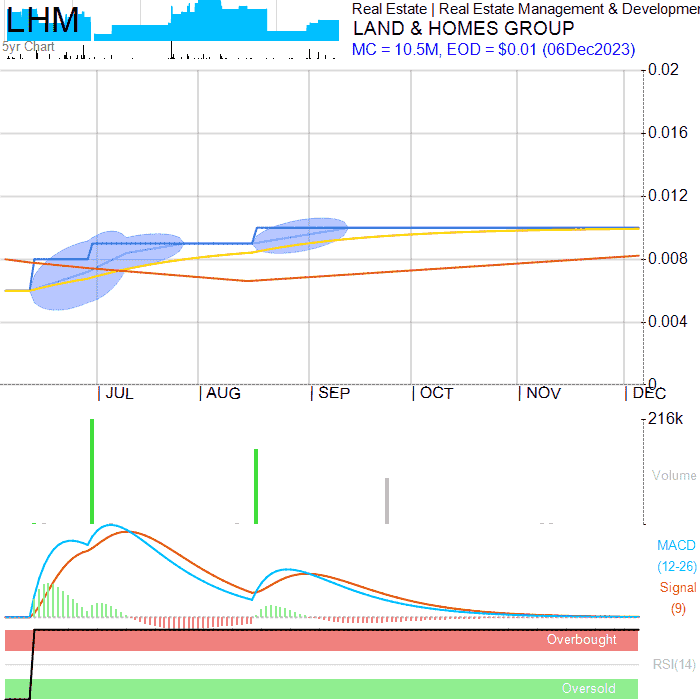 LHM
5yr Chart
Real Estate | Real Estate Management & Developmer
LAND & HOMES GROUP
MC = 10.5M, EOD = $0.01 (06Dec2023)
0.02
0.016
0.012
0.008
0.004
0
JUL AUG SEP OCT NOV DEC
216k
Volume
MACD
(12-26)
Signal
(9)
Overbought
RSI(14)
Oversold